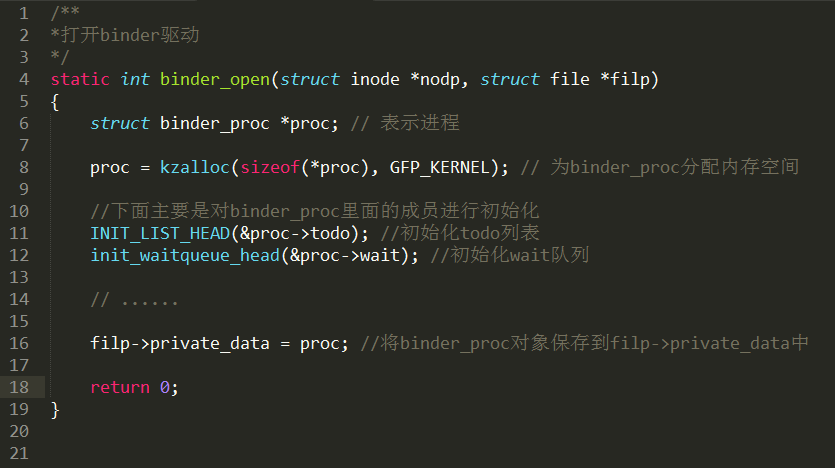 1 /**
2 *打开binder驱动
3 */
4 static int binder_open(struct inode *nodp, struct file *filp)
5 {
6 struct binder_proc *proc; // 表示进程
7
8 proc = kzalloc(sizeof(*proc), GFP_KERNEL); // 为binder_proc分配内存空间
9
10 //下面主要是对binder_proc里面的成员进行初始化
11 INIT_LIST_HEAD(&proc->todo); //初始化todo列表
12 init_waitqueue_head(&proc->wait); //初始化wait队列
13
14 // ......
15
16 filp->private_data = proc; //将binder_proc对象保存到filp->private_data中
17
18 return 0;
19 }
20
21